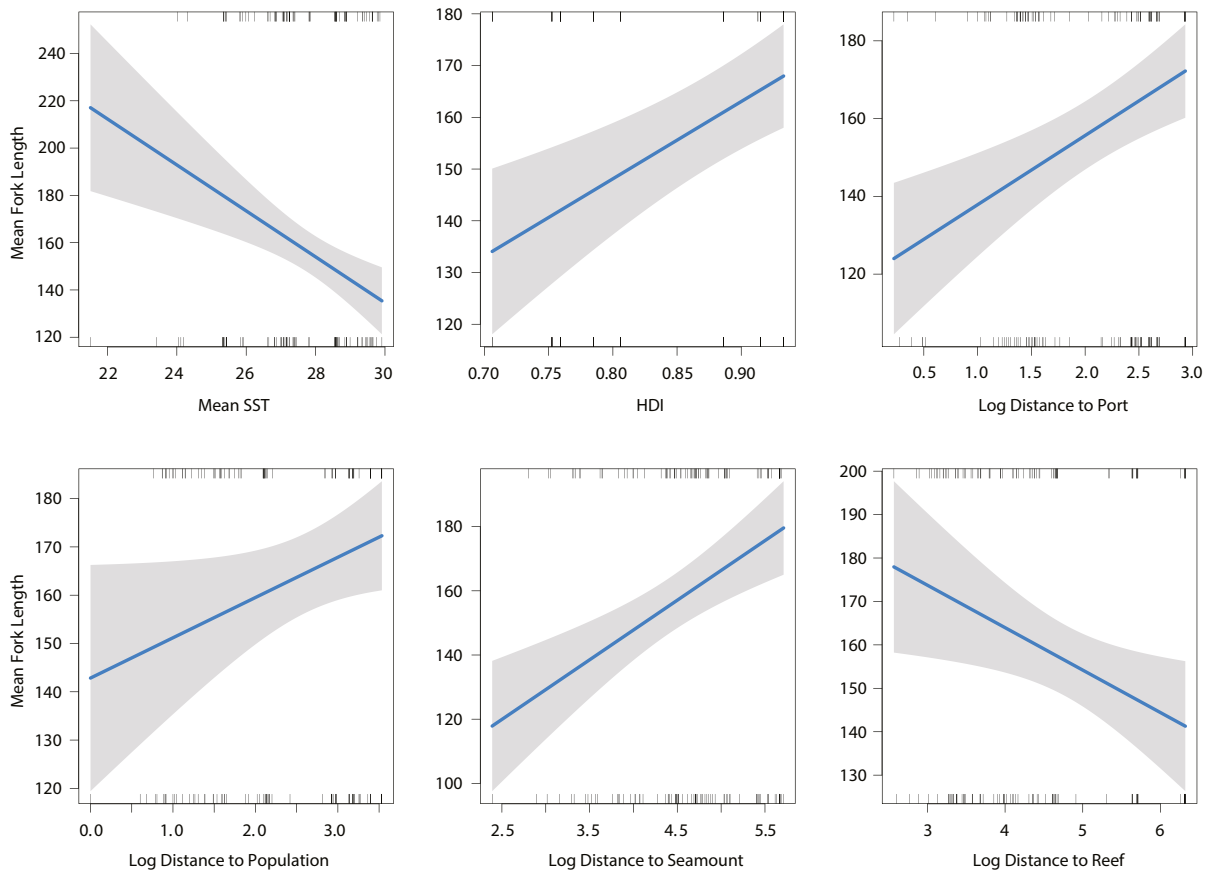 Mean Fork Length
240
220
200
180
160
140
120
22 24 26 28 30
Mean SST
180
170
160
150
140
130
120
0.70 0.75 0.80 0.85 0.90
HDI
180
160
140
120
0.5 1.0 1.5 2.0 2.5 3.0
Log Distance to Port
Mean Fork Length
180
170
160
150
140
130
120
0.0 1.0 2.0 3.0
Log Distance to Population
180
160
140
120
100
2.5 3.5 4.5 5.5
Log Distance to Seamount
200
190
180
170
160
150
140
130
3 4 5 6
Log Distance to Reef